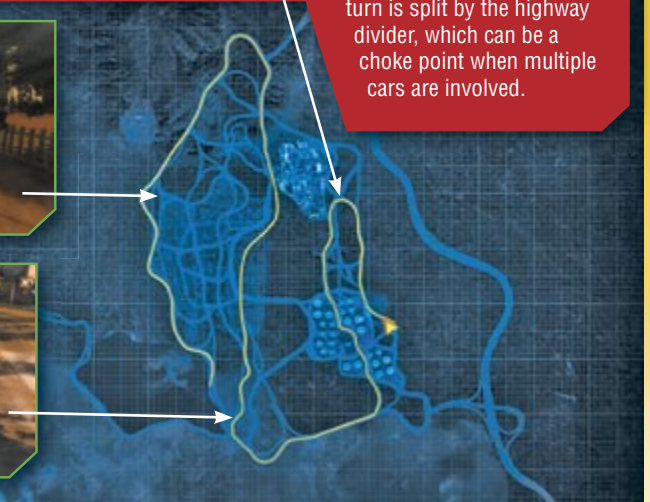 turn is split by the highway
divider, which can be a
choke point when multiple
cars are involved.